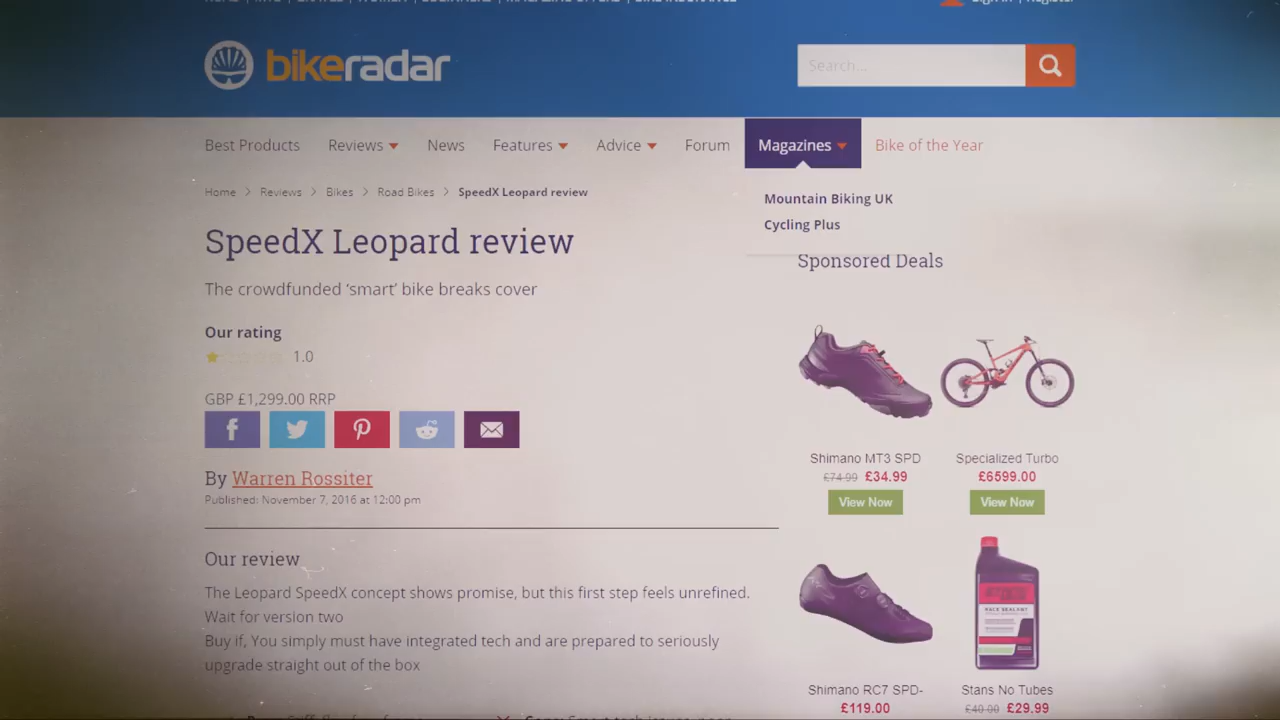 bikeradar
Search...
Best Products
Reviews
News
Features
Advice
Forum
Magazines
Bike of the Year
Home
Reviews
Bikes
Road Bikes
SpeedX Leopard review
Mountain Biking UK
Cycling Plus
SpeedX Leopard review
The crowdfunded ‘smart’ bike breaks cover
Our rating
1.0
GBP £1,299.00 RRP
By Warren Rossiter
Published: November 7, 2016 at 12:00 pm
Our review
The Leopard SpeedX concept shows promise, but this first step feels unrefined.
Wait for version two
Buy if, You simply must have integrated tech and are prepared to seriously
upgrade straight out of the box
Sponsored Deals
Shimano MT3 SPD
£74.99 £34.99
View Now
Specialized Turbo
£6599.00
View Now
RACE SEALANT
Shimano RC7 SPD-
£119.00
Stans No Tubes
£40.00 £29.99